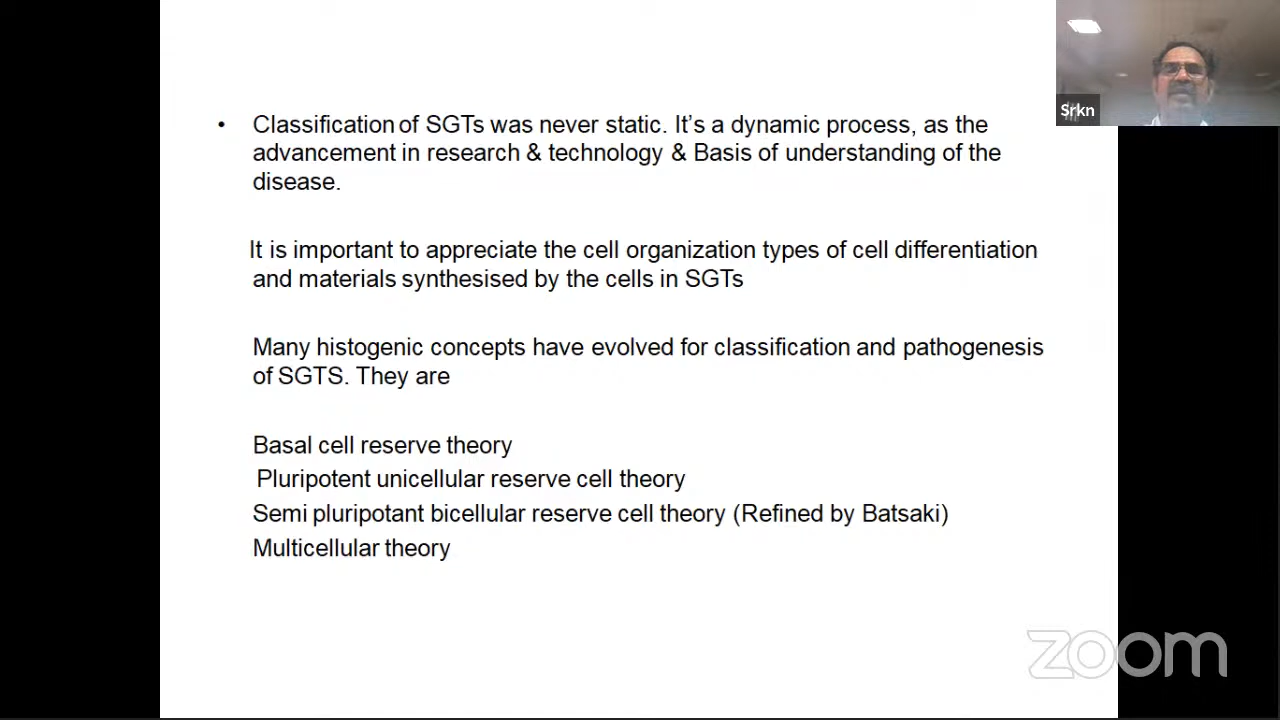 Srkn
• Classification of SGTs was never static. It's a dynamic process, as the
advancement in research & technology & Basis of understanding of the
disease.
It is important to appreciate the cell organization types of cell differentiation
and materials synthesised by the cells in SGTs
Many histogenic concepts have evolved for classification and pathogenesis
of SGTS. They are
Basal cell reserve theory
Pluripotent unicellular reserve cell theory
Semi pluripotant bicellular reserve cell theory (Refined by Batsaki)
Multicellular theory
zoom